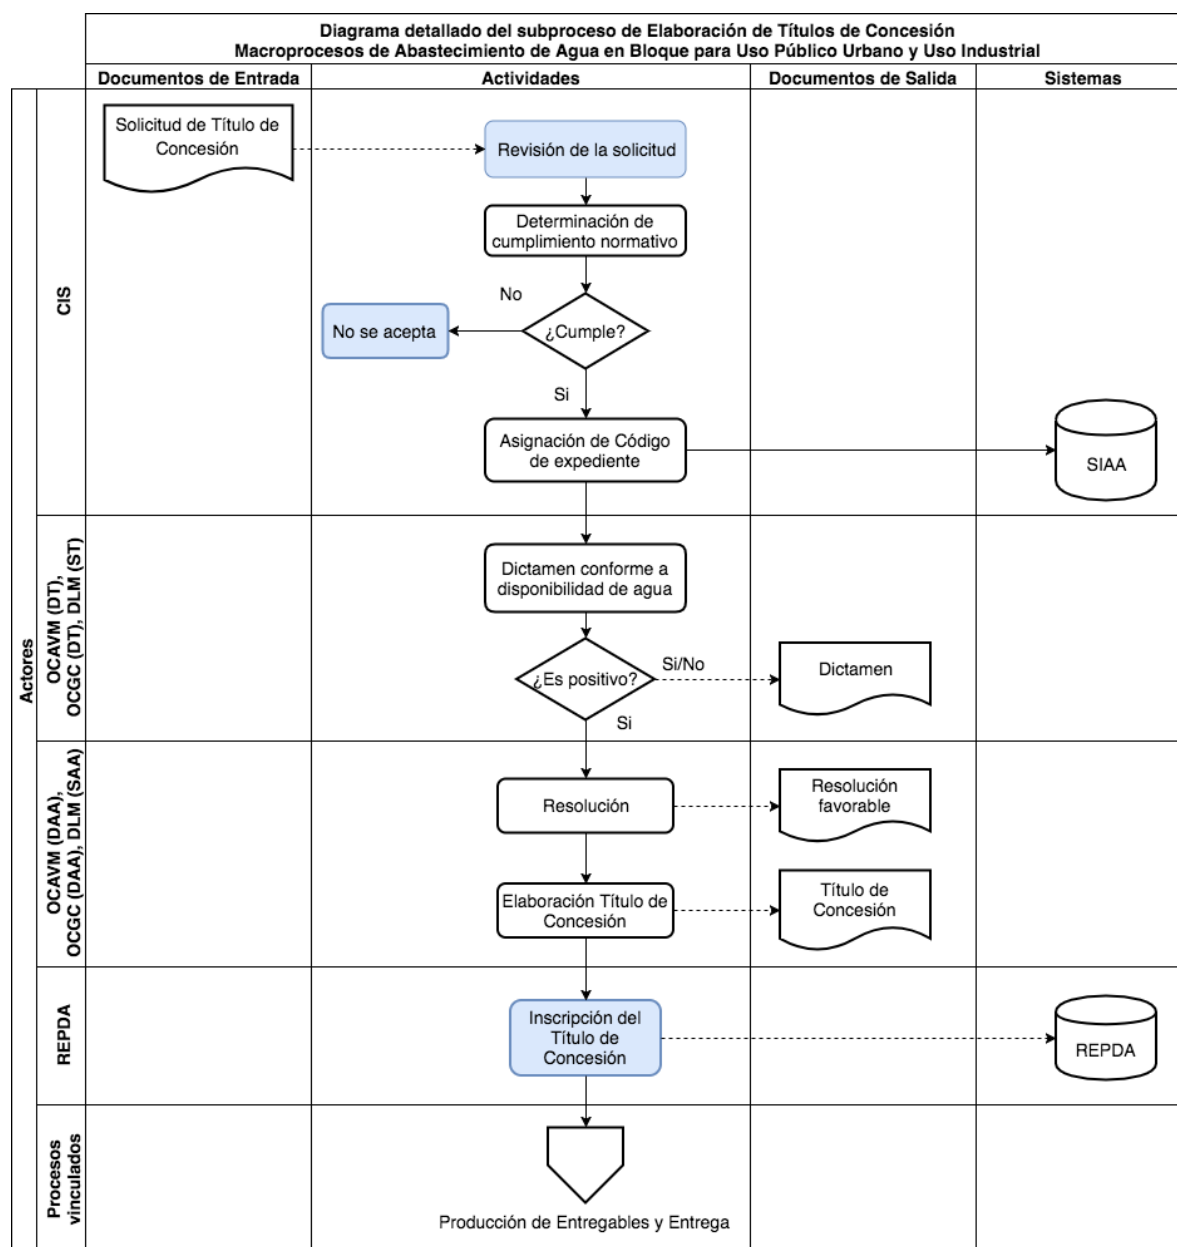 Diagrama detallado del subproceso de Elaboración de Títulos de Concesión
Macroprocesos de Abastecimiento de Agua en Bloque para Uso Público Urbano y Uso Industrial
Documentos de Entrada
Actividades
Documentos de Salida
Sistemas
Actores
CIS
Solicitud de Título de
Concesión
Revisión de la solicitud
Determinación de
cumplimiento normativo
No
¿Cumple?
No se acepta
Si
Asignación de Código
de expediente
SIAA
OCAVM (DT),
OCGC (DT), DLM (ST)
Dictamen conforme a
disponibilidad de agua
¿Es positivo?
Si/No
Dictamen
Si
OCAVM (DAA),
OCGC (DAA), DLM (SAA)
Resolución
Resolución
favorable
Elaboración Título de
Concesión
Título de
Concesión
REPDA
Inscripción del
Título de
Concesión
REPDA
Procesos
vinculados
Producción de Entregables y Entrega